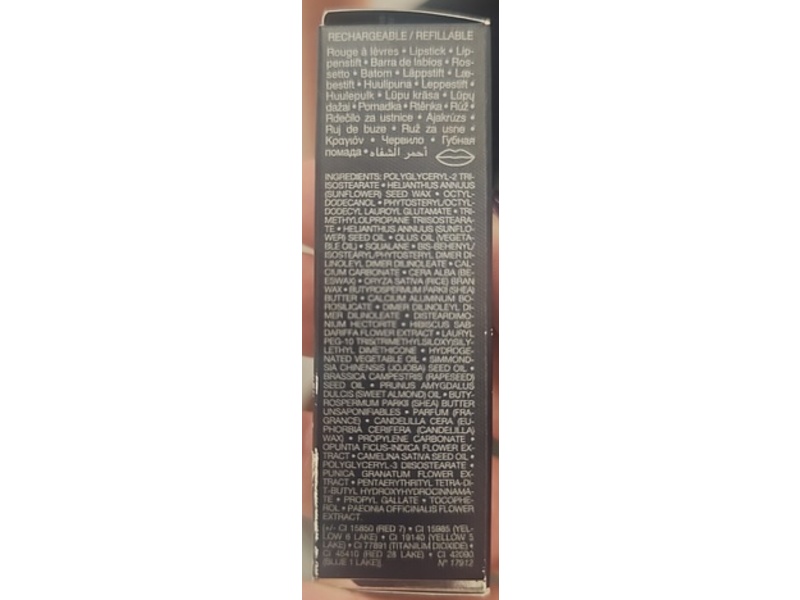 RECHARGEABLE / REFILLABLE
Rouge à lèvres • Lipstick • Lip-
penstift • Barra de labios • Ros-
setto • Batom • Läppstift • Læ-
bestift • Huulipuna • Leppestift •
Huulepulk • Lūpu krāsa • Lūpų
dažai • Pomadka • Rtěnka • Rúž •
Rdečilo za ustnice • Ajakrúzs •
Ruj de buze • Ruž za usne •
Κραγιόν • Червило • Губная
помада • أحمر الشفاه
INGREDIENTS: POLYGLYCERYL-2 TRI-
ISOSTEARATE • HELIANTHUS ANNUUS
(SUNFLOWER) SEED WAX • OCTYL-
DODECANOL • PHYTOSTERYL/OCTYL-
DODECYL LAUROYL GLUTAMATE • TRI-
METHYLOLPROPANE TRIISOSTEARA-
TE • HELIANTHUS ANNUUS (SUNFLO-
WER) SEED OIL • OLUS OIL (VEGETA-
BLE OIL) • SQUALANE • BIS-BEHENYL/
ISOSTEARYL/PHYTOSTERYL DIMER DI-
LINOLEYL DIMER DILINOLEATE • CAL-
CIUM CARBONATE • CERA ALBA (BE-
ESWAX) • ORYZA SATIVA (RICE) BRAN
WAX • BUTYROSPERMUM PARKII (SHEA)
BUTTER • CALCIUM ALUMINUM BO-
ROSILICATE • DIMER DILINOLEYL DI-
MER DILINOLEATE • DISTEARDIMO-
NIUM HECTORITE • HIBISCUS SAB-
DARIFFA FLOWER EXTRACT • LAURYL
PEG-10 TRIS(TRIMETHYLSILOXY)SILY-
LETHYL DIMETHICONE • HYDROGE-
NATED VEGETABLE OIL • SIMMOND-
SIA CHINENSIS (JOJOBA) SEED OIL •
BRASSICA CAMPESTRIS (RAPESEED)
SEED OIL • PRUNUS AMYGDALUS
DULCIS (SWEET ALMOND) OIL • BUTY-
ROSPERMUM PARKII (SHEA) BUTTER
UNSAPONIFIABLES • PARFUM (FRA-
GRANCE) • CANDELILLA CERA (EU-
PHORBIA CERIFERA (CANDELILLA)
WAX) • PROPYLENE CARBONATE •
OPUNTIA FICUS-INDICA FLOWER EX-
TRACT • CAMELINA SATIVA SEED OIL •
POLYGLYCERYL-3 DIISOSTEARATE •
PUNICA GRANATUM FLOWER EX-
TRACT • PENTAERYTHRITYL TETRA-DI-
T-BUTYL HYDROXYHYDROCINNAMA-
TE • PROPYL GALLATE • TOCOPHE-
ROL • PAEONIA OFFICINALIS FLOWER
EXTRACT.
[+/- CI 15850 (RED 7) • CI 15985 (YEL-
LOW 6 LAKE) • CI 19140 (YELLOW 5
LAKE) • CI 77891 (TITANIUM DIOXIDE) •
CI 45410 (RED 28 LAKE) • CI 42090
(BLUE 1 LAKE)] N° 17912